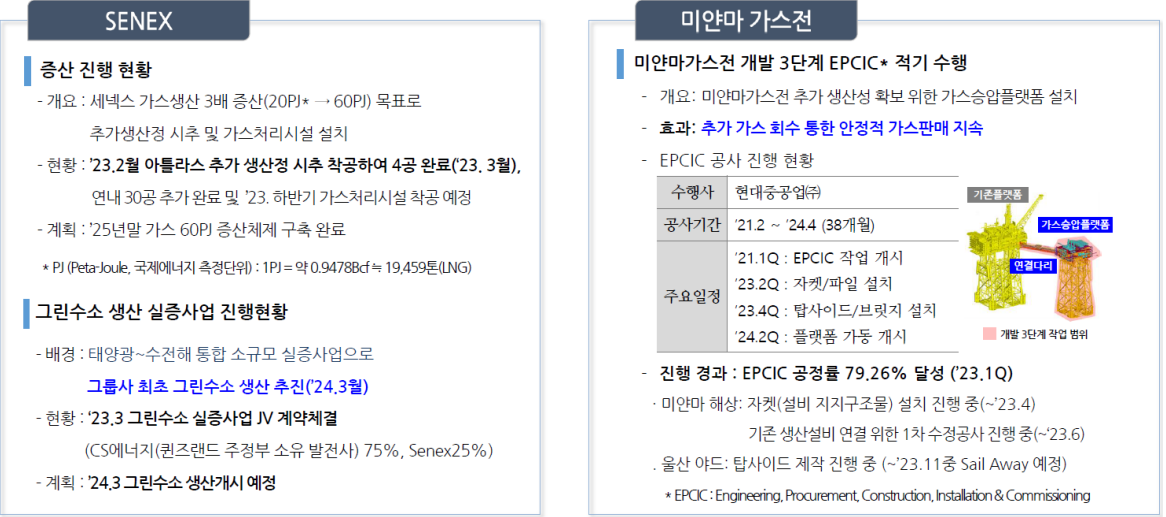 SENEX
증산 진행 현황
- 개요 : 세넥스 가스생산 3배 증산(20PJ* → 60PJ) 목표로
추가생산정 시추 및 가스처리시설 설치
- 현황 : ’23.2월 아틀라스 추가 생산정 시추 착공하여 4공 완료(‘23. 3월),
연내 30공 추가 완료 및 ’23. 하반기 가스처리시설 착공 예정
- 계획 : ’25년말 가스 60PJ 증산체제 구축 완료
* PJ (Peta-Joule, 국제에너지 측정단위) : 1PJ = 약 0.9478Bcf ≒ 19,459톤(LNG)
그린수소 생산 실증사업 진행현황
- 배경 : 태양광~수전해 통합 소규모 실증사업으로
그룹사 최초 그린수소 생산 추진(’24.3월)
- 현황 : ‘23.3 그린수소 실증사업 JV 계약체결
(CS에너지(퀸즈랜드 주정부 소유 발전사) 75%, Senex25%)
- 계획 : ’24.3 그린수소 생산개시 예정
미얀마 가스전
미얀마가스전 개발 3단계 EPCIC* 적기 수행
- 개요: 미얀마가스전 추가 생산성 확보 위한 가스승압플랫폼 설치
- 효과: 추가 가스 회수 통한 안정적 가스판매 지속
- EPCIC 공사 진행 현황
수행사 현대중공업㈜
공사기간 ’21.2 ~ ‘24.4 (38개월)
주요일정
’21.1Q : EPCIC 작업 개시
’23.2Q : 자켓/파일 설치
’23.4Q : 탑사이드/브릿지 설치
’24.2Q : 플랫폼 가동 개시
기존플랫폼
가스승압플랫폼
연결다리
개발 3단계 작업 범위
- 진행 경과 : EPCIC 공정률 79.26% 달성 (’23.1Q)
· 미얀마 해상: 자켓(설비 지지구조물) 설치 진행 중(~’23.4)
기존 생산설비 연결 위한 1차 수정공사 진행 중(~‘23.6)
. 울산 야드: 탑사이드 제작 진행 중 (~’23.11중 Sail Away 예정)
* EPCIC : Engineering, Procurement, Construction, Installation & Commissioning